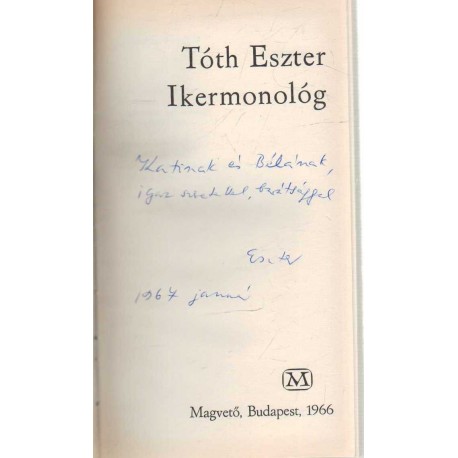 Tóth Eszter
Ikermonológ
Katinak és Bélának,
igaz szeretettel, barátsággal
Eszter
1967 január
M
Magvető, Budapest, 1966